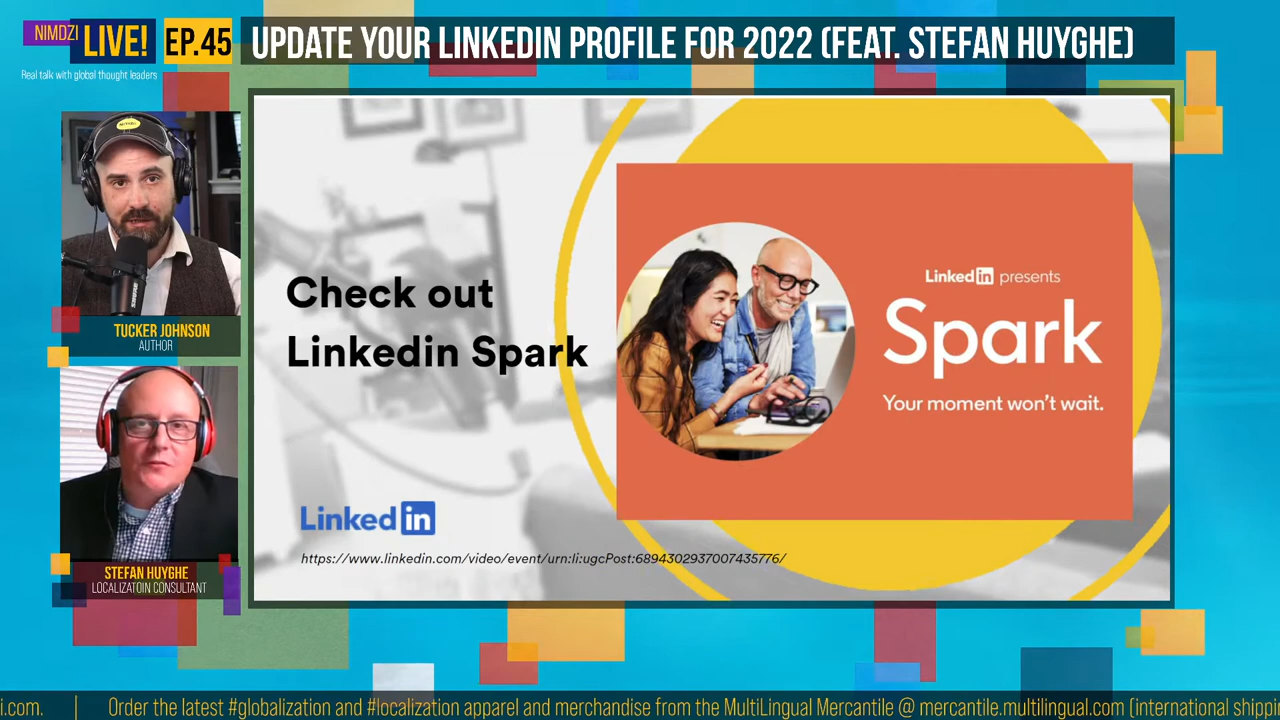 NIMDZI LIVE!
Real talk with global thought leaders
EP.45
UPDATE YOUR LINKEDIN PROFILE FOR 2022 (FEAT. STEFAN HUYGHE)
TUCKER JOHNSON
AUTHOR
STEFAN HUYGHE
LOCALIZATOIN CONSULTANT
Check out
Linkedin Spark
Linkedin
https://www.linkedin.com/video/event/urn:li:ugcPost:6894302937007435776/
Linkedin presents
Spark
Your moment won't wait.
i.com. | Order the latest #globalization and #localization apparel and merchandise from the MultiLingual Mercantile @ mercantile.multilingual.com (international shippi